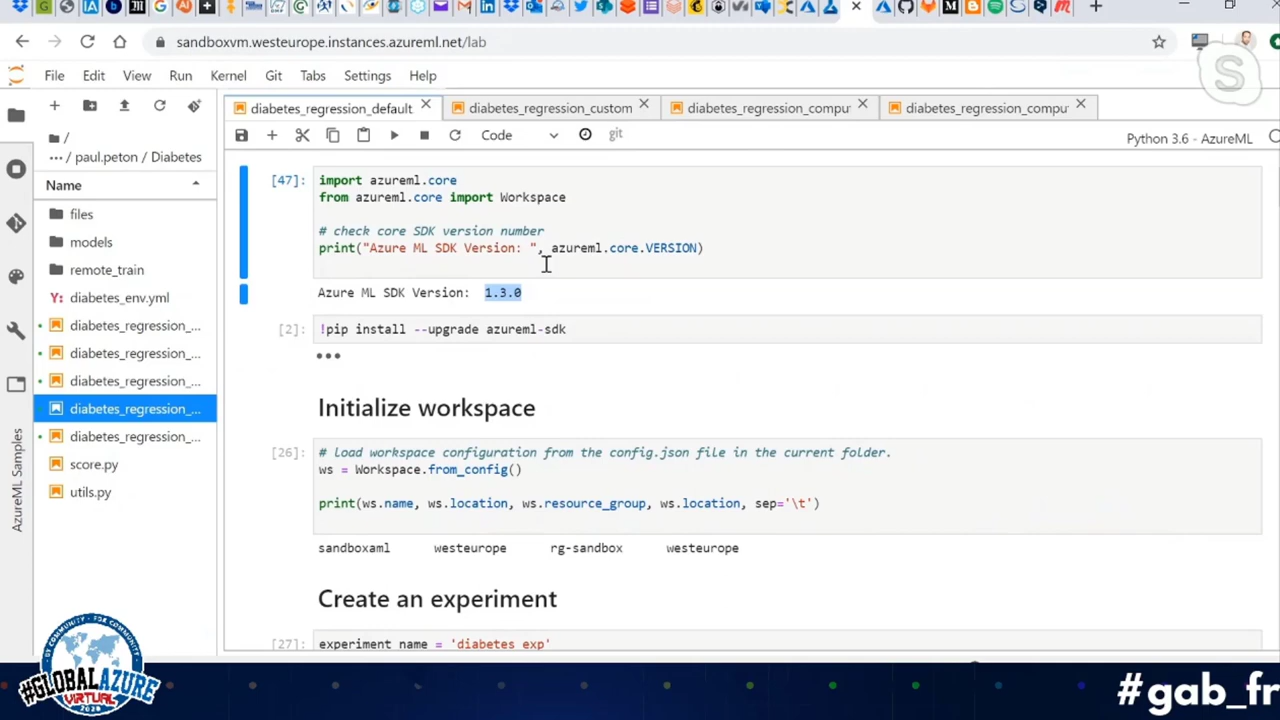 sandboxvm.westeurope.instances.azureml.net/lab
File Edit View Run Kernel Git Tabs Settings Help
diabetes_regression_default diabetes_regression_custom diabetes_regression_compu diabetes_regression_compu
Code git Python 3.6 - AzureML
/
... / paul.peton / Diabetes
Name
files
models
remote_train
Y: diabetes_env.yml
diabetes_regression_...
diabetes_regression_...
diabetes_regression_...
diabetes_regression_...
diabetes_regression_...
score.py
utils.py
AzureML Samples
[47]: import azureml.core
from azureml.core import Workspace
# check core SDK version number
print("Azure ML SDK Version: ", azureml.core.VERSION)
Azure ML SDK Version: 1.3.0
[2]: !pip install --upgrade azureml-sdk
Initialize workspace
[26]: # load workspace configuration from the config.json file in the current folder.
ws = Workspace.from_config()
print(ws.name, ws.location, ws.resource_group, ws.location, sep='\t')
sandboxaml westeurope rg-sandbox westeurope
Create an experiment
[27]: experiment_name = 'diabetes_exp'
BY COMMUNITY - FOR COMMUNITY
#GLOBALAZURE
VIRTUAL
2020
#gab_fr